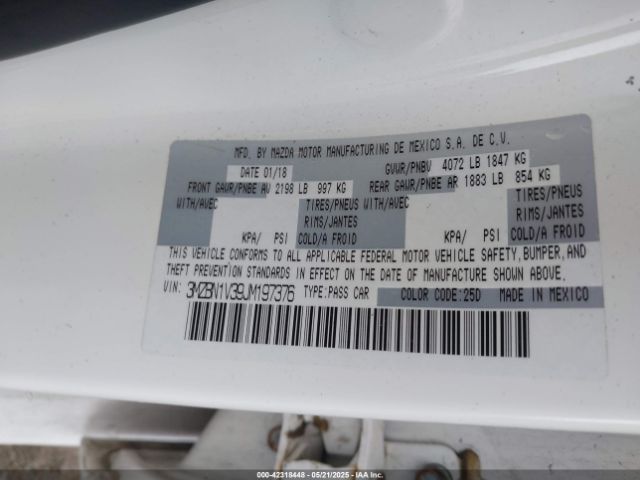 MFD. BY MAZDA MOTOR MANUFACTURING DE MEXICO S.A. DE C.V.
DATE 01/18 GVWR/PNBV 4072 LB 1847 KG
FRONT GAWR/PNBE AV 2198 LB 997 KG REAR GAWR/PNBE AR 1883 LB 854 KG
WITH/AVEC TIRES/PNEUS WITH/AVEC TIRES/PNEUS
RIMS/JANTES RIMS/JANTES
KPA/ PSI COLD/A FROID KPA/ PSI COLD/A FROID
THIS VEHICLE CONFORMS TO ALL APPLICABLE FEDERAL MOTOR VEHICLE SAFETY, BUMPER, AND
THEFT PREVENTION STANDARDS IN EFFECT ON THE DATE OF MANUFACTURE SHOWN ABOVE.
VIN: 3MZBN1V39JM197376 TYPE:PASS CAR COLOR CODE:25D MADE IN MEXICO
000-42318448 - 05/21/2025 - IAA Inc.